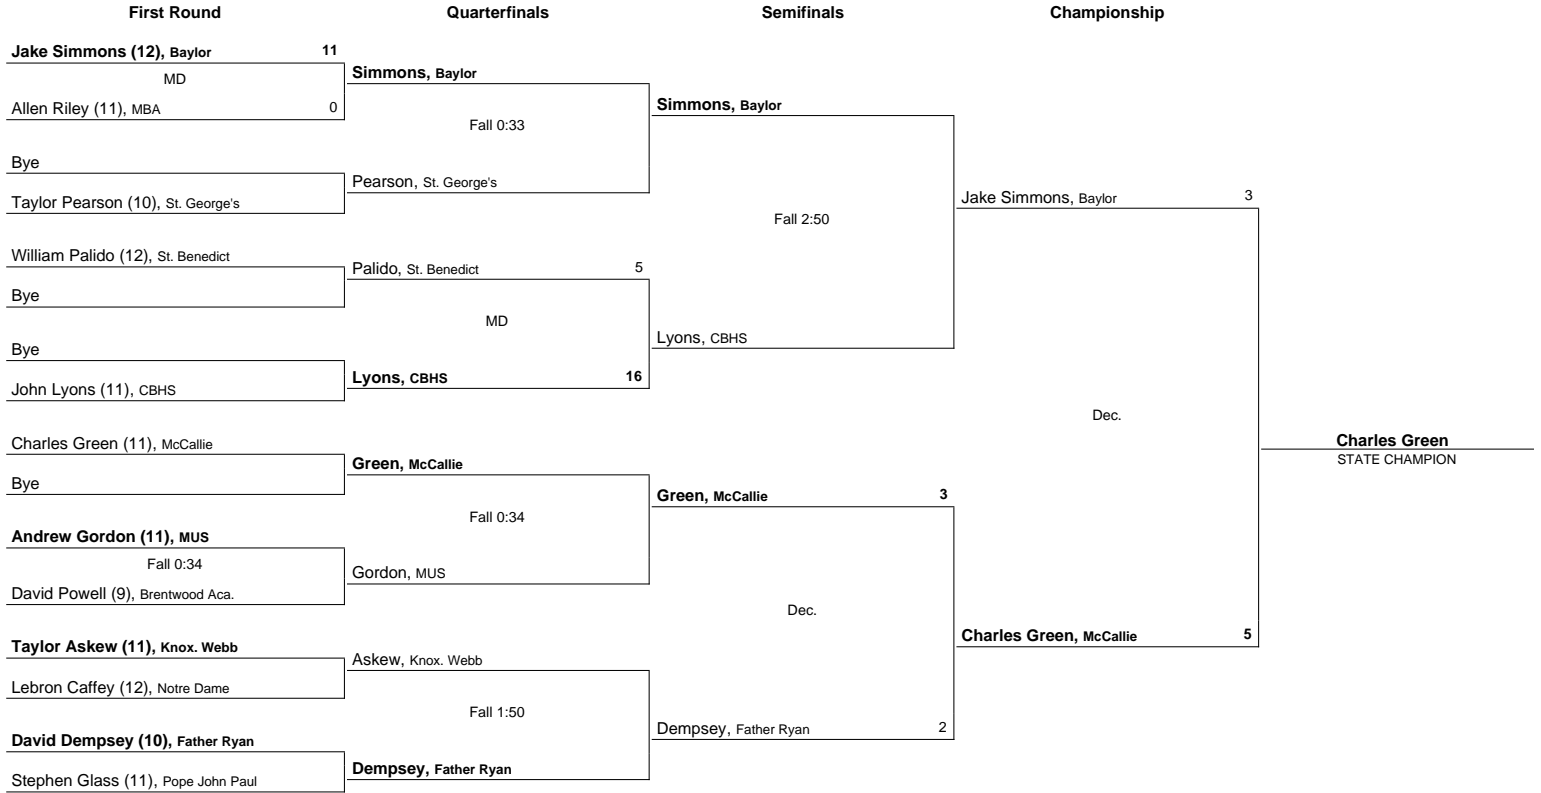 First Round
Quarterfinals
Semifinals
Championship
Jake Simmons (12), Baylor 11
MD
Allen Riley (11), MBA 0
Bye
Taylor Pearson (10), St. George's
William Palido (12), St. Benedict
Bye
Bye
John Lyons (11), CBHS
Charles Green (11), McCallie
Bye
Andrew Gordon (11), MUS
Fall 0:34
David Powell (9), Brentwood Aca.
Taylor Askew (11), Knox. Webb
Lebron Caffey (12), Notre Dame
David Dempsey (10), Father Ryan
Stephen Glass (11), Pope John Paul
Simmons, Baylor
Fall 0:33
Pearson, St. George's
Palido, St. Benedict 5
MD
Lyons, CBHS 16
Green, McCallie
Fall 0:34
Gordon, MUS
Askew, Knox. Webb
Fall 1:50
Dempsey, Father Ryan
Simmons, Baylor
Fall 2:50
Lyons, CBHS
Green, McCallie 3
Dec.
Dempsey, Father Ryan 2
Jake Simmons, Baylor 3
Dec.
Charles Green, McCallie 5
Charles Green
STATE CHAMPION